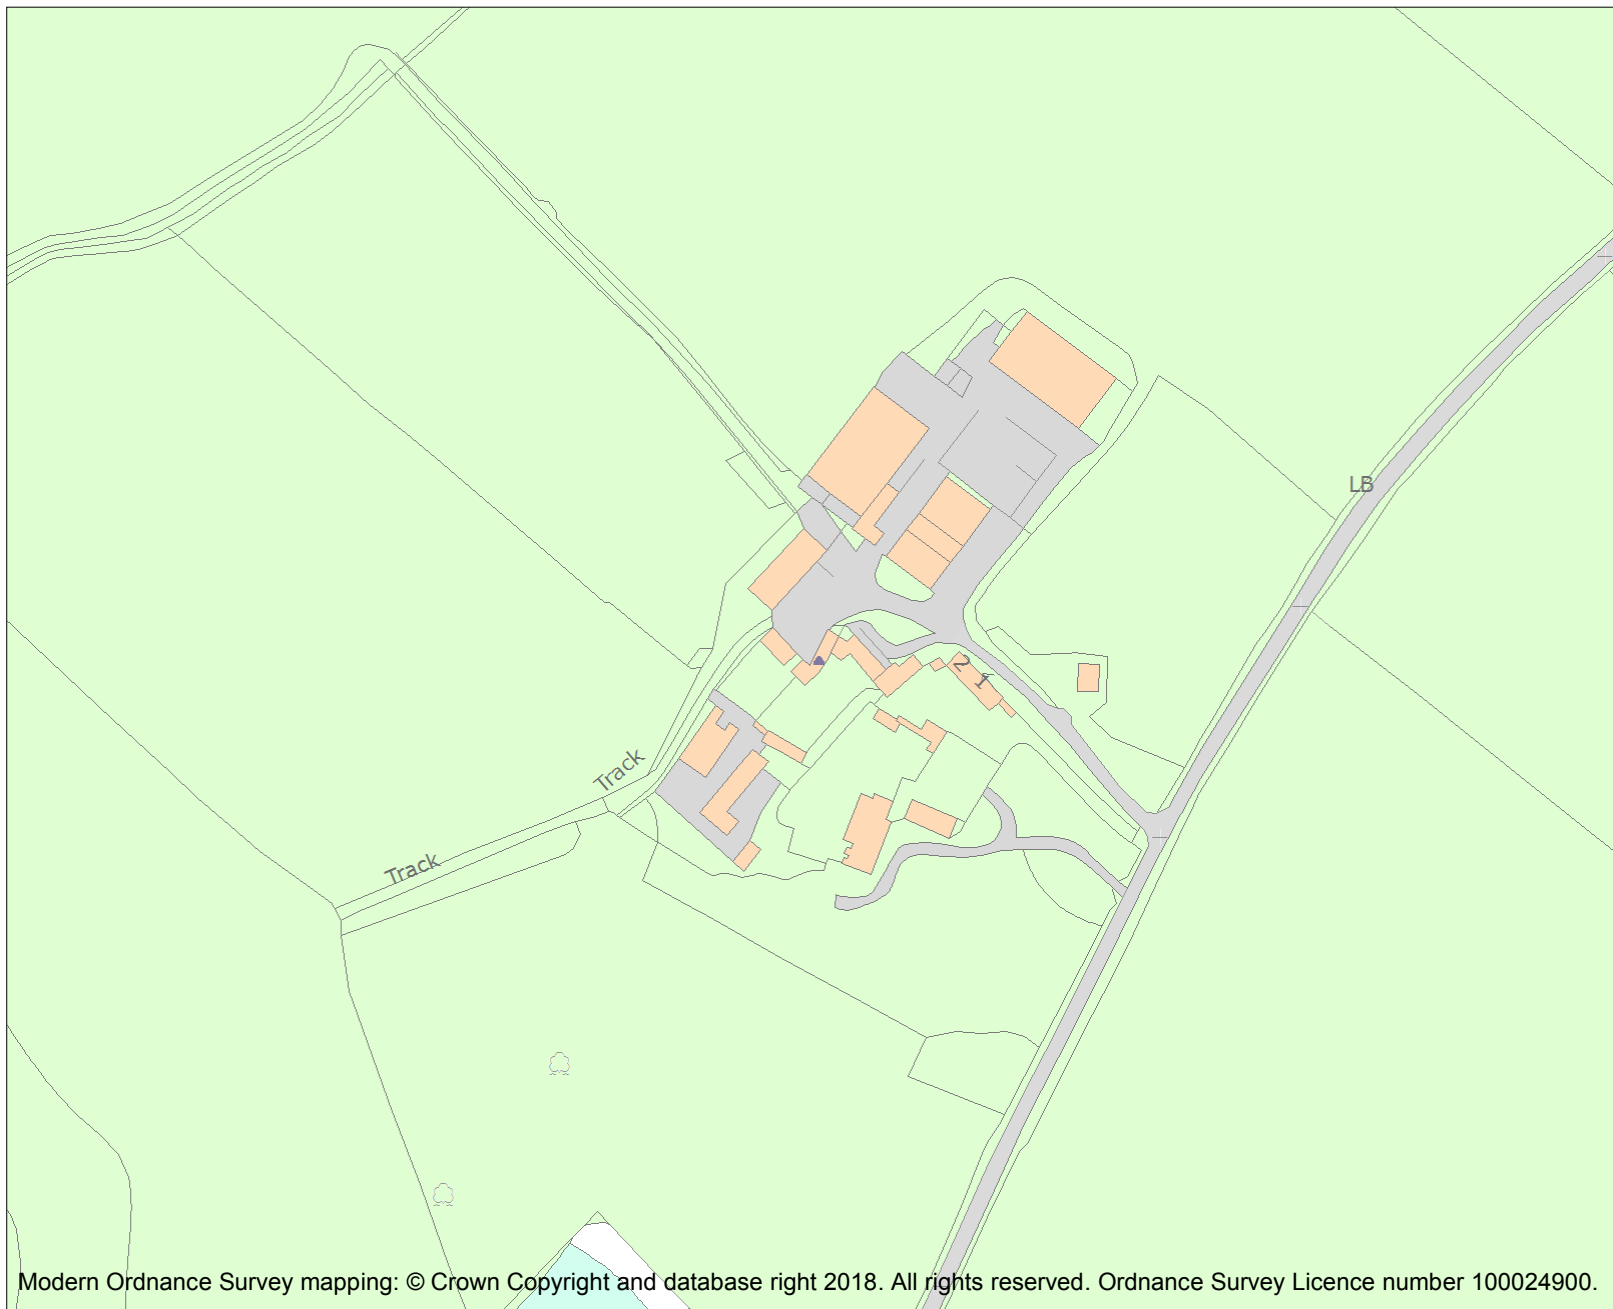 LB
2
1
Track
Track
Modern Ordnance Survey mapping: © Crown Copyright and database right 2018. All rights reserved. Ordnance Survey Licence number 100024900.